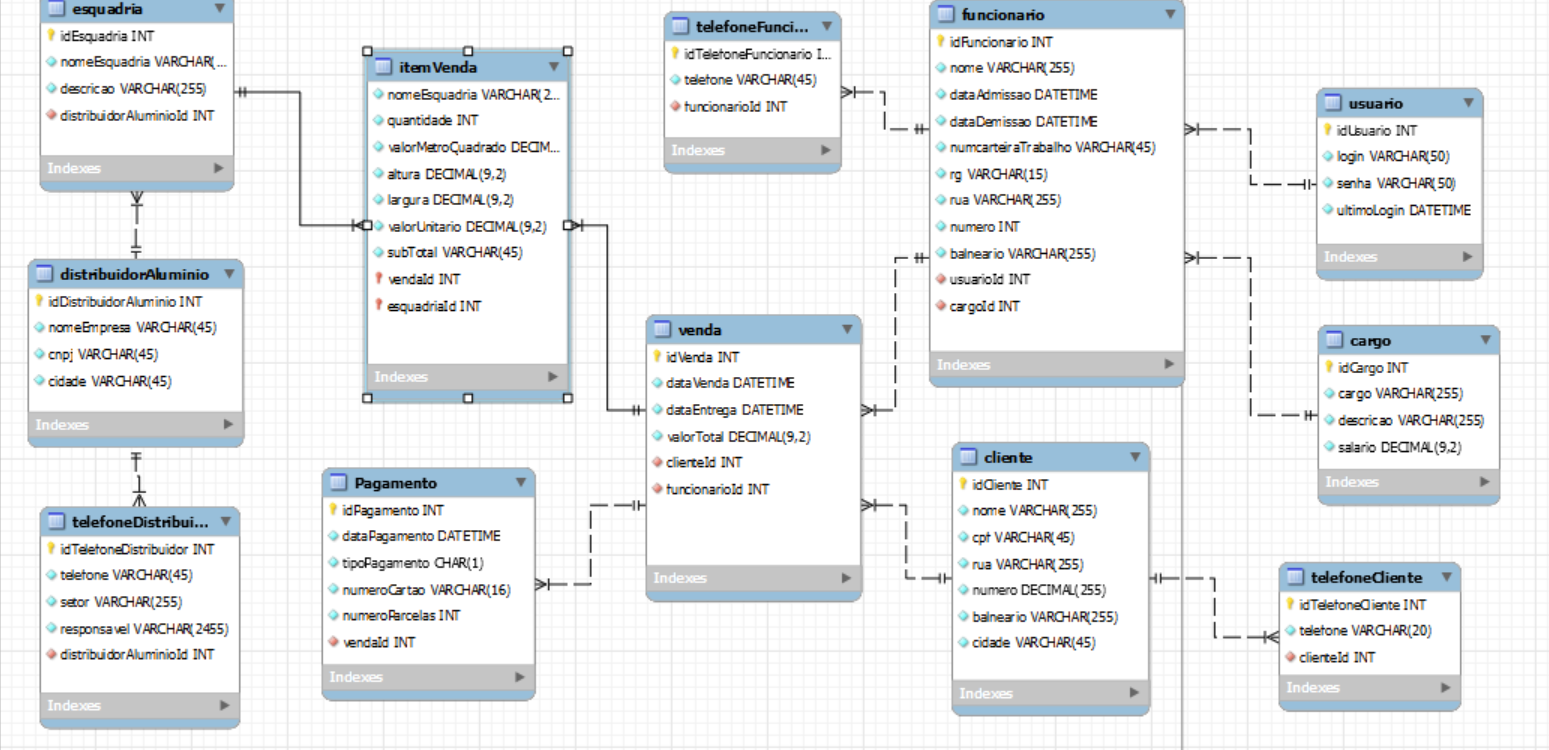 esquadria
idEsquadria INT
nomeEsquadria VARCHAR(...
descricao VARCHAR(255)
distribuidorAluminioId INT
Indexes
distribuidorAluminio
idDistribuidorAluminio INT
nomeEmpresa VARCHAR(45)
cnpj VARCHAR(45)
cidade VARCHAR(45)
Indexes
telefoneDistribui...
idTelefoneDistribuidor INT
telefone VARCHAR(45)
setor VARCHAR(255)
responsavel VARCHAR(2455)
distribuidorAluminioId INT
Indexes
itemVenda
nomeEsquadria VARCHAR(2...
quantidade INT
valorMetroQuadrado DECIM...
altura DECIMAL(9,2)
largura DECIMAL(9,2)
valorUnitario DECIMAL(9,2)
subTotal VARCHAR(45)
vendaId INT
esquadriaId INT
Indexes
Pagamento
idPagamento INT
dataPagamento DATETIME
tipoPagamento CHAR(1)
numeroCartao VARCHAR(16)
numeroParcelas INT
vendaId INT
Indexes
telefoneFunci...
idTelefoneFuncionario I...
telefone VARCHAR(45)
funcionarioId INT
Indexes
venda
idVenda INT
dataVenda DATETIME
dataEntrega DATETIME
valorTotal DECIMAL(9,2)
clienteId INT
funcionarioId INT
Indexes
funcionario
idFuncionario INT
nome VARCHAR(255)
dataAdmissao DATETIME
dataDemissao DATETIME
numcarteiraTrabalho VARCHAR(45)
rg VARCHAR(15)
rua VARCHAR(255)
numero INT
balneario VARCHAR(255)
usuarioId INT
cargoId INT
Indexes
cliente
idCliente INT
nome VARCHAR(255)
cpf VARCHAR(45)
rua VARCHAR(255)
numero DECIMAL(255)
balneario VARCHAR(255)
cidade VARCHAR(45)
Indexes
usuario
idUsuario INT
login VARCHAR(50)
senha VARCHAR(50)
ultimoLogin DATETIME
Indexes
cargo
idCargo INT
cargo VARCHAR(255)
descricao VARCHAR(255)
salario DECIMAL(9,2)
Indexes
telefoneCliente
idTelefoneCliente INT
telefone VARCHAR(20)
clienteId INT
Indexes